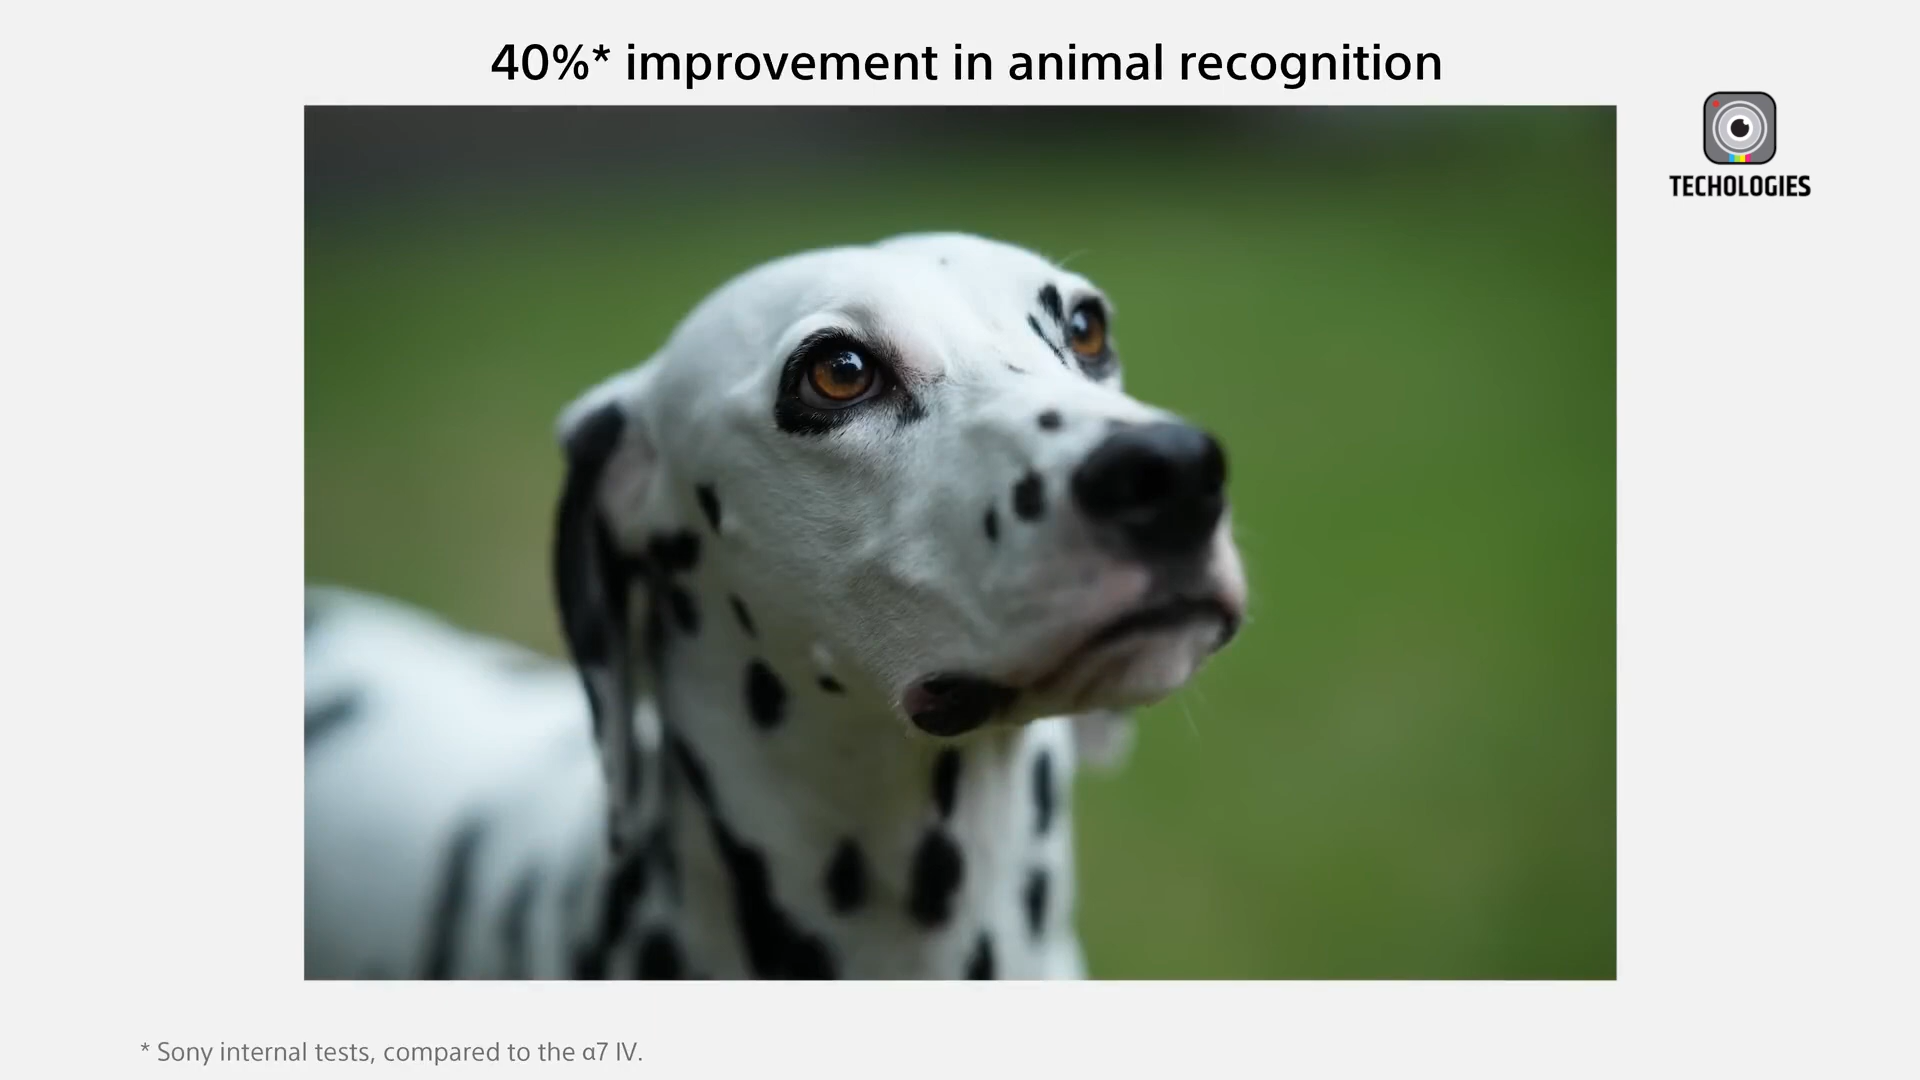 40%* improvement in animal recognition
TECHOLOGIES
* Sony internal tests, compared to the α7 IV.